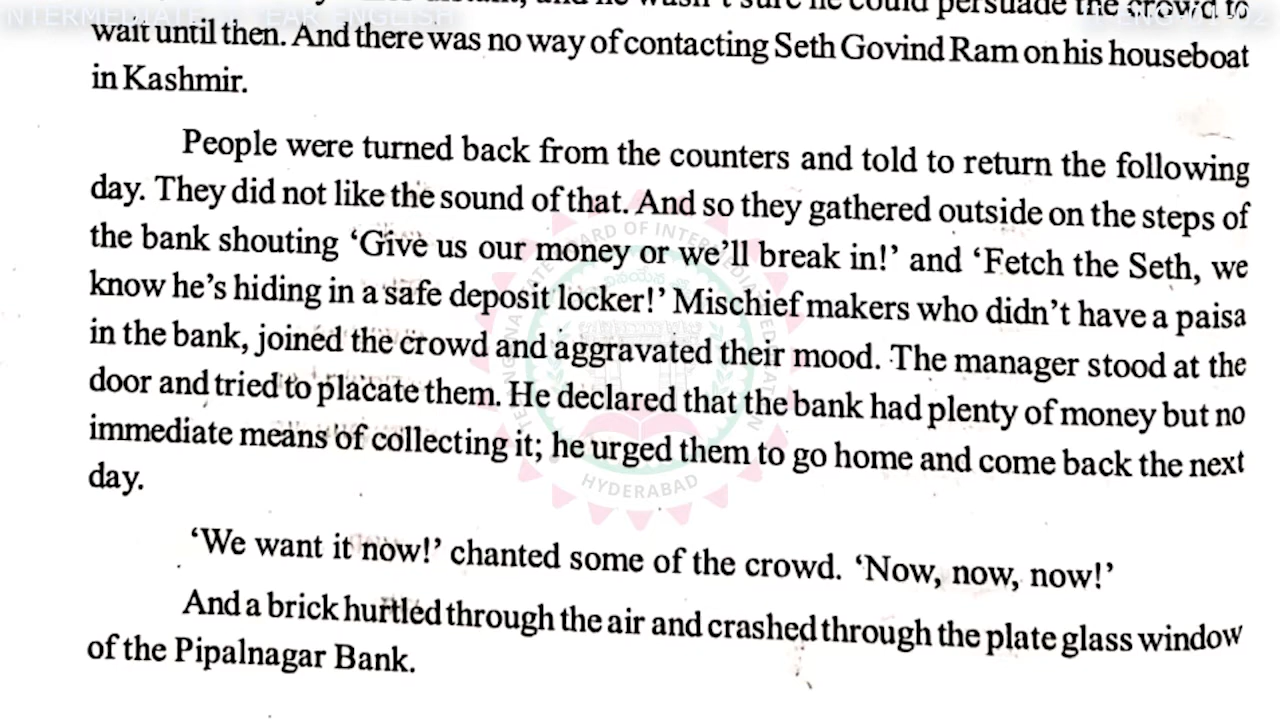 INTERMEDIATE YEAR ENGLISH
persuade the crowd to
wait until then. And there was no way of contacting Seth Govind Ram on his houseboat
in Kashmir.
People were turned back from the counters and told to return the following
day. They did not like the sound of that. And so they gathered outside on the steps of
the bank shouting ‘Give us our money or we’ll break in!’ and ‘Fetch the Seth, we
know he’s hiding in a safe deposit locker!’ Mischief makers who didn’t have a paisa
in the bank, joined the crowd and aggravated their mood. The manager stood at the
door and tried to placate them. He declared that the bank had plenty of money but no
immediate means of collecting it; he urged them to go home and come back the next
day.
‘We want it now!’ chanted some of the crowd. ‘Now, now, now!’
And a brick hurtled through the air and crashed through the plate glass window
of the Pipalnagar Bank.
HYDERABAD